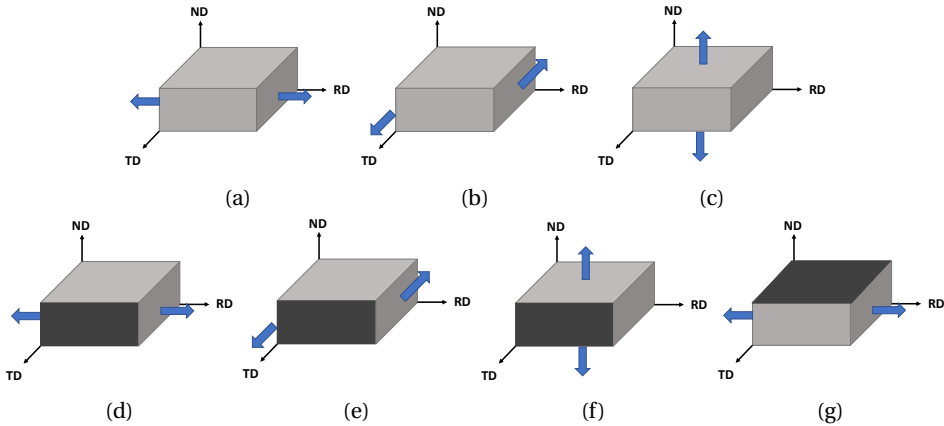 ND ND ND
RD RD RD
TD TD TD
(a) (b) (c)
ND ND ND ND
RD RD RD RD
TD TD TD TD
(d) (e) (f) (g)